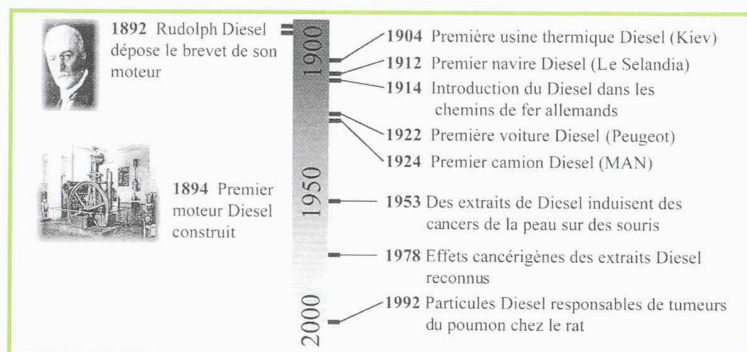 1892 Rudolph Diesel
dépose le brevet de son
moteur
1894 Premier
moteur Diesel
construit
1900
1950
2000
1904 Première usine thermique Diesel (Kiev)
1912 Premier navire Diesel (Le Selandia)
1914 Introduction du Diesel dans les
chemins de fer allemands
1922 Première voiture Diesel (Peugeot)
1924 Premier camion Diesel (MAN)
1953 Des extraits de Diesel induisent des
cancers de la peau sur des souris
1978 Effets cancérigènes des extraits Diesel
reconnus
1992 Particules Diesel responsables de tumeurs
du poumon chez le rat